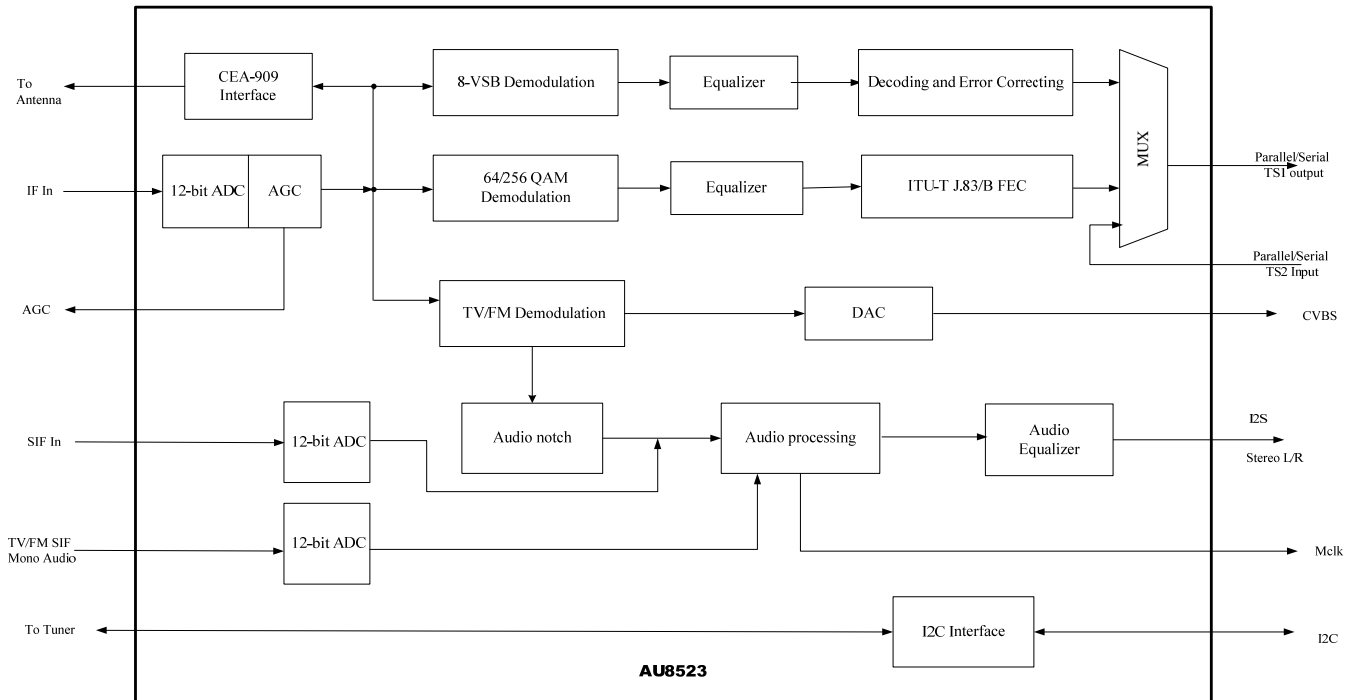 To
Antenna
CEA-909
Interface
8-VSB Demodulation
Equalizer
Decoding and Error Correcting
MUX
IF In
12-bit ADC
AGC
64/256 QAM
Demodulation
Equalizer
ITU-T J.83/B FEC
Parallel/Serial
TS1 output
Parallel/Serial
TS2 Input
AGC
TV/FM Demodulation
DAC
CVBS
SIF In
12-bit ADC
Audio notch
Audio processing
Audio
Equalizer
I2S
Stereo L/R
TV/FM SIF
Mono Audio
12-bit ADC
Mclk
To Tuner
I2C Interface
I2C
AU8523